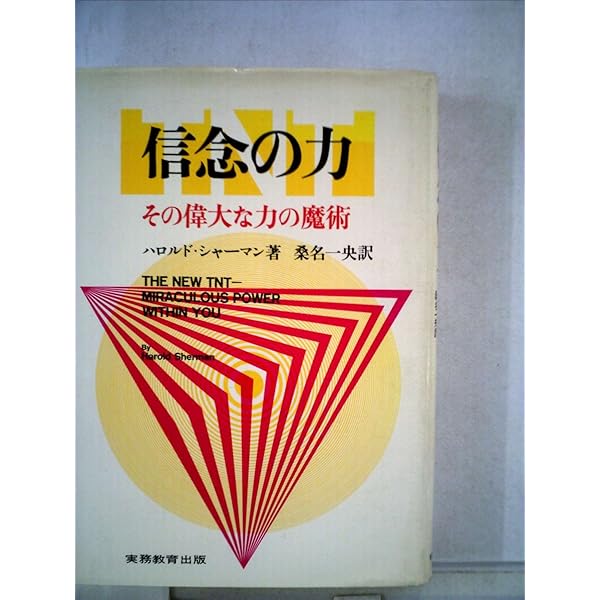 TNT
信念の力
その偉大な力の魔術
ハロルド・シャーマン著 桑名一央訳
THE NEW TNT—
MIRACULOUS POWER
WITHIN YOU
By
Harold Sherman
実務教育出版